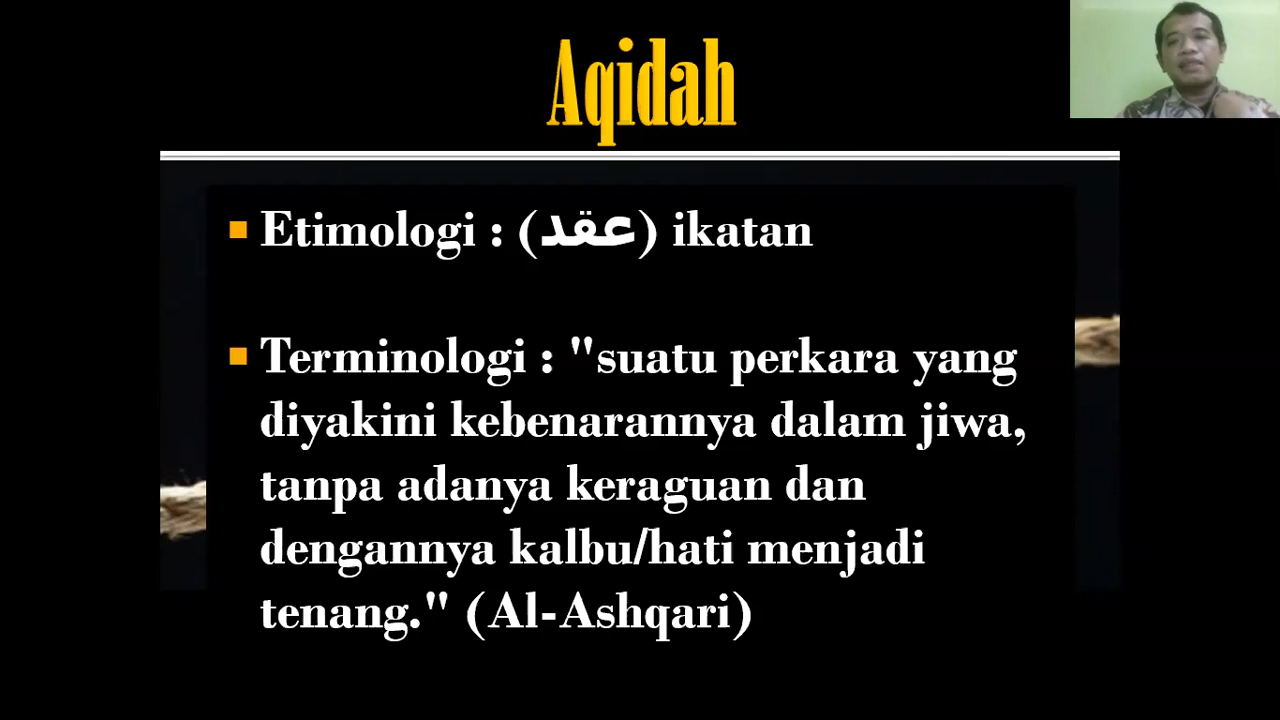 Aqidah
Etimologi : (عقد) ikatan
Terminologi : "suatu perkara yang
diyakini kebenarannya dalam jiwa,
tanpa adanya keraguan dan
dengannya kalbu/hati menjadi
tenang." (Al-Ashqari)